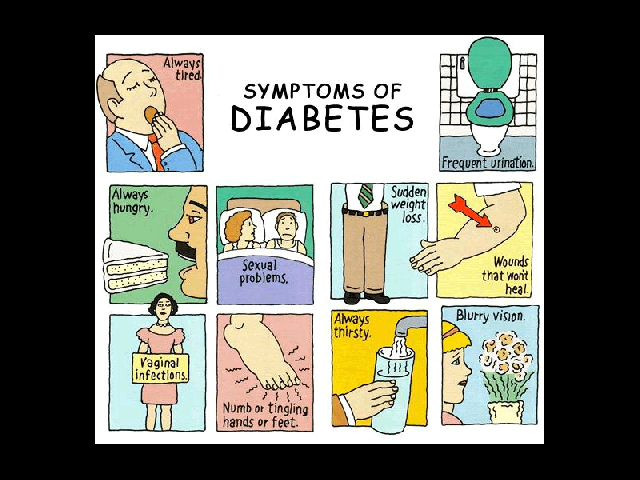 Always
tired.
SYMPTOMS OF
DIABETES
Frequent urination.
Always
hungry.
Sexual
problems.
Sudden
weight
loss.
Wounds
that won't
heal.
Vaginal
infections.
Numb or tingling
hands or feet.
Always
thirsty.
Blurry vision.